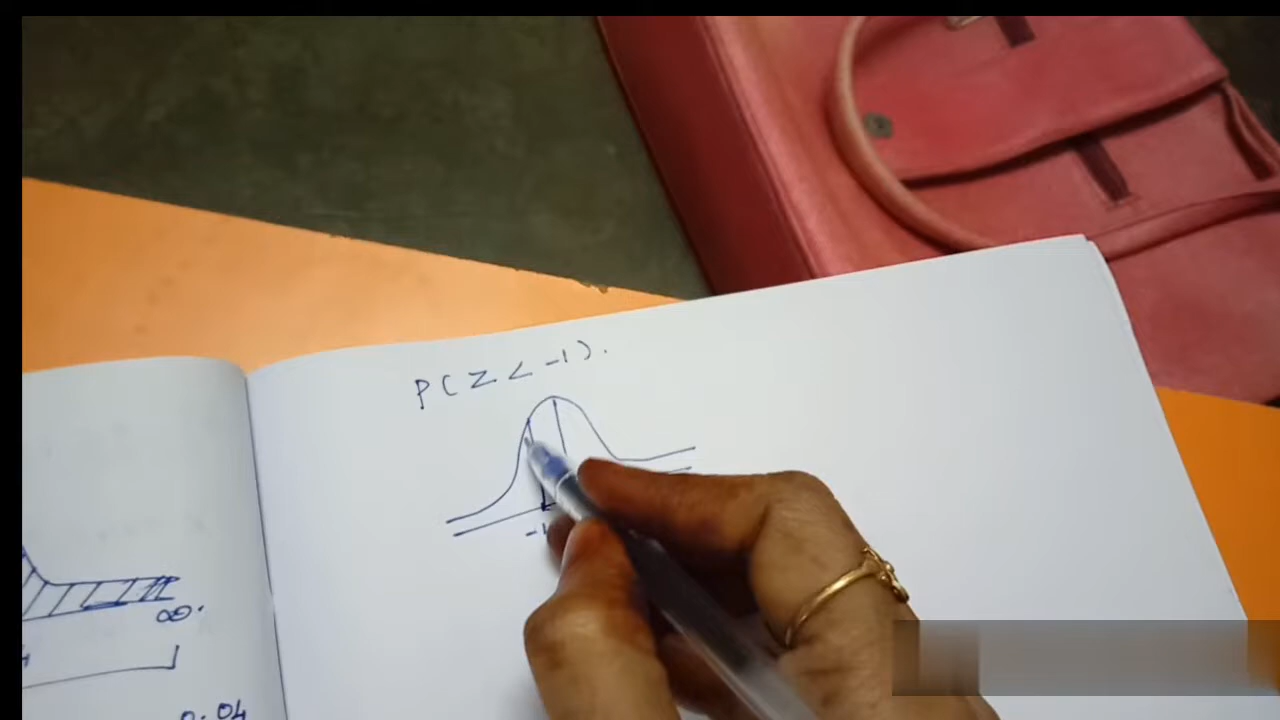 P(Z < -1).
-1
∞.
0.04